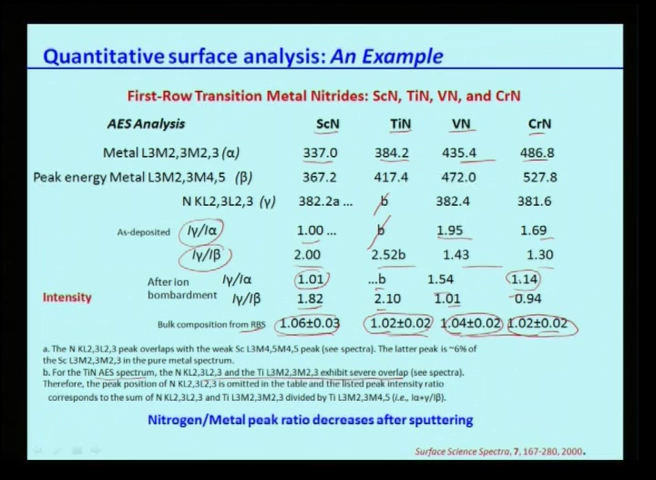 Quantitative surface analysis: An Example
First-Row Transition Metal Nitrides: ScN, TiN, VN, and CrN
AES Analysis ScN TiN VN CrN
Metal L3M2,3M2,3 (α) 337.0 384.2 435.4 486.8
Peak energy Metal L3M2,3M4,5 (β) 367.2 417.4 472.0 527.8
N KL2,3L2,3 (γ) 382.2a ... b 382.4 381.6
As-deposited Iγ/Iα 1.00 ... b 1.95 1.69
Iγ/Iβ 2.00 2.52b 1.43 1.30
After ion bombardment Iγ/Iα 1.01 ...b 1.54 1.14
Intensity Iγ/Iβ 1.82 2.10 1.01 0.94
Bulk composition from RBS 1.06±0.03 1.02±0.02 1.04±0.02 1.02±0.02
a. The N KL2,3L2,3 peak overlaps with the weak Sc L3M4,5M4,5 peak (see spectra). The latter peak is ~6% of
the Sc L3M2,3M2,3 in the pure metal spectrum.
b. For the TiN AES spectrum, the N KL2,3L2,3 and the Ti L3M2,3M2,3 exhibit severe overlap (see spectra).
Therefore, the peak position of N KL2,3L2,3 is omitted in the table and the listed peak intensity ratio
corresponds to the sum of N KL2,3L2,3 and Ti L3M2,3M2,3 divided by Ti L3M2,3M4,5 (i.e., Iα+γ/Iβ).
Nitrogen/Metal peak ratio decreases after sputtering
Surface Science Spectra, 7, 167-280, 2000.